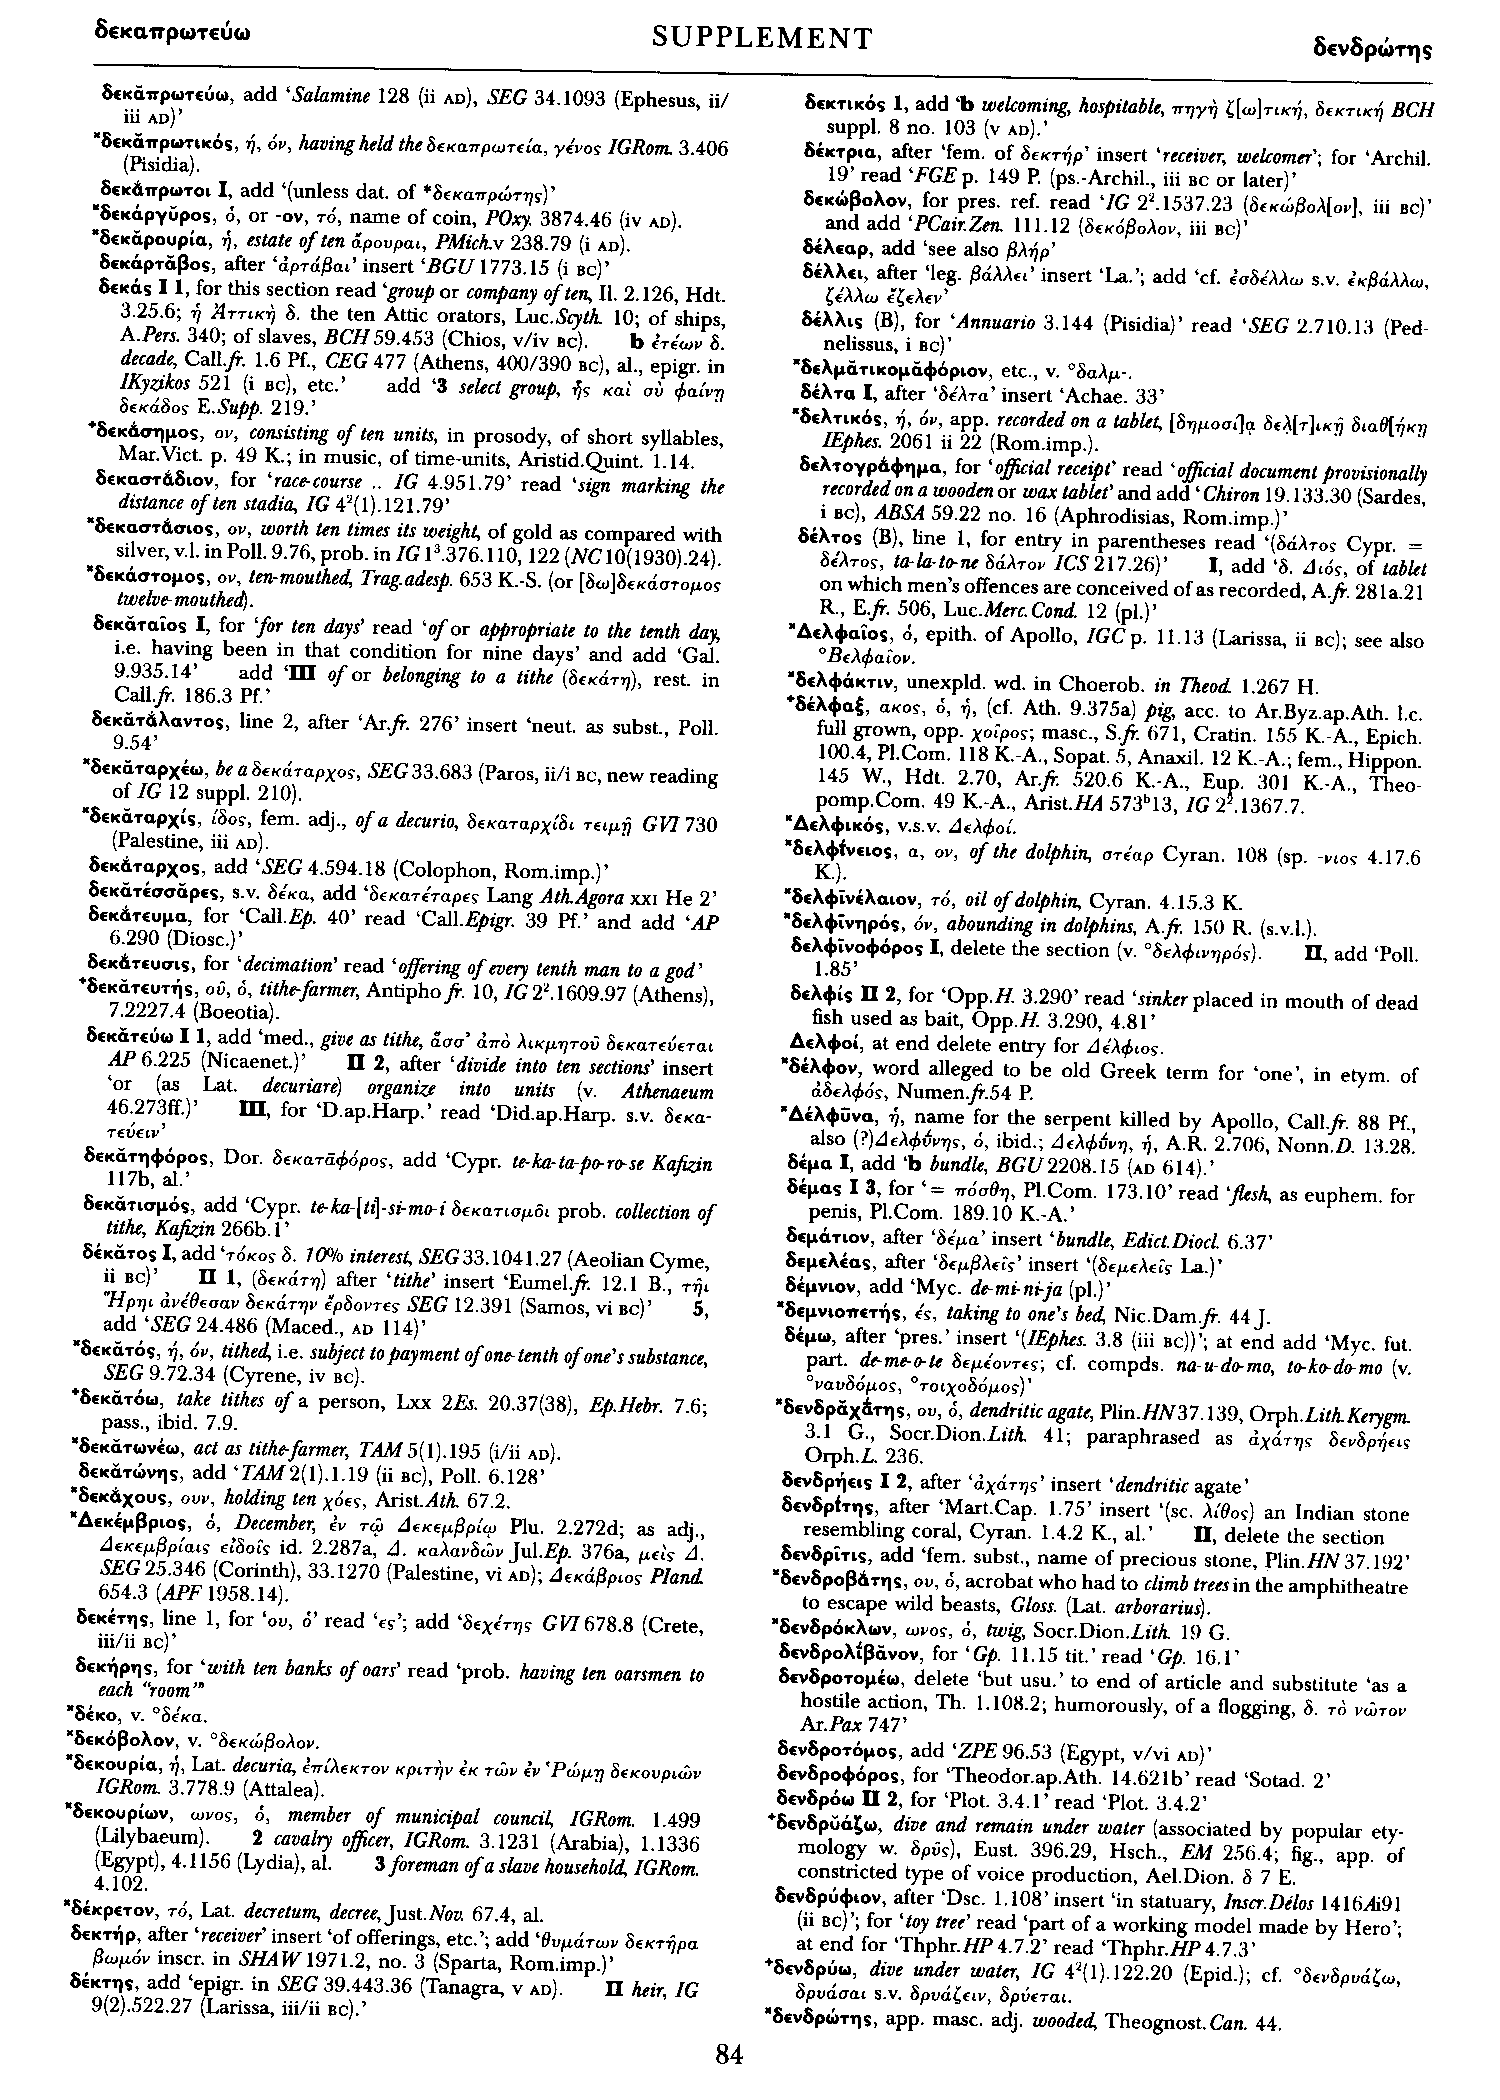 δεκαπρωτεύω
SUPPLEMENT
δενδρώτης
δεκᾰπρωτεύω, add ‘Salamine 128 (ii AD), SEG 34.1093 (Ephesus, ii/
iii AD)’
*δεκᾰπρωτικός, ή, όν, having held the δεκαπρωτεία, γένος IGRom. 3.406
(Pisidia).
δεκάπρωτοι I, add ‘(unless dat. of *δεκαπρώτης)’
*δεκάργῠρος, ὁ, or -ον, τό, name of coin, POxy. 3874.46 (iv AD).
*δεκᾰρουρία, ἡ, estate of ten ἄρουραι, PMich.v 238.79 (i AD).
δεκάρτᾰβος, after ‘ἀρτάβαι’ insert ‘BGU 1773.15 (i BC)’
δεκάς I 1, for this section read ‘group or company of ten, Il. 2.126, Hdt.
3.25.6; ἡ Ἀττικὴ δ. the ten Attic orators, Luc.Scyth. 10; of ships,
A.Pers. 340; of slaves, BCH 59.453 (Chios, v/iv BC). b ἐτέων δ.
decade, Call.fr. 1.6 Pf., CEG 477 (Athens, 400/390 BC), al., epigr. in
IKyzikos 521 (i BC), etc.’ add ‘3 select group, ἧς καὶ σὺ φαίνῃ
δεκάδος E.Supp. 219.’
⁺δεκάσημος, ον, consisting of ten units, in prosody, of short syllables,
Mar.Vict. p. 49 K.; in music, of time-units, Aristid.Quint. 1.14.
δεκαστάδιον, for ‘race-course .. IG 4.951.79’ read ‘sign marking the
distance of ten stadia, IG 4²(1).121.79’
*δεκαστάσιος, ον, worth ten times its weight, of gold as compared with
silver, v.l. in Poll. 9.76, prob. in IG 1³.376.110, 122 (NC 10(1930).24).
*δεκάστομος, ον, ten-mouthed, Trag.adesp. 653 K.-S. (or [δω]δεκάστομος
twelve-mouthed).
δεκᾰταῖος I, for ‘for ten days’ read ‘of or appropriate to the tenth day,
i.e. having been in that condition for nine days’ and add ‘Gal.
9.935.14’ add ‘III of or belonging to a tithe (δεκάτη), rest. in
Call.fr. 186.3 Pf.’
δεκᾰτάλαντος, line 2, after ‘Ar.fr. 276’ insert ‘neut. as subst., Poll.
9.54’
*δεκᾰταρχέω, be a δεκάταρχος, SEG 33.683 (Paros, ii/i BC, new reading
of IG 12 suppl. 210).
*δεκᾰταρχίς, ίδος, fem. adj., of a decurio, δεκαταρχίδι τειμῇ GVI 730
(Palestine, iii AD).
δεκάταρχος, add ‘SEG 4.594.18 (Colophon, Rom.imp.)’
δεκᾰτέσσᾰρες, s.v. δέκα, add ‘δεκατέταρες Lang Ath.Agora XXI He 2’
δεκάτευμα, for ‘Call.Ep. 40’ read ‘Call.Epigr. 39 Pf.’ and add ‘AP
6.290 (Diosc.)’
δεκάτευσις, for ‘decimation’ read ‘offering of every tenth man to a god’
⁺δεκᾰτευτής, οῦ, ὁ, tithe-farmer, Antipho fr. 10, IG 2².1609.97 (Athens),
7.2227.4 (Boeotia).
δεκᾰτεύω I 1, add ‘med., give as tithe, ἅσσ’ ἀπὸ λικμητοῦ δεκατεύεται
AP 6.225 (Nicaenet.)’ II 2, after ‘divide into ten sections’ insert
‘or (as Lat. decuriare) organize into units (v. Athenaeum
46.273ff.)’ III, for ‘D.ap.Harp.’ read ‘Did.ap.Harp. s.v. δεκα-
τεύειν’
δεκᾰτηφόρος, Dor. δεκατᾱφόρος, add ‘Cypr. te-ka-ta-po-ro-se Kafizin
117b, al.’
δεκᾰτισμός, add ‘Cypr. te-ka-[ti]-si-mo-i δεκατισμõι prob. collection of
tithe, Kafizin 266b.1’
δέκᾰτος I, add ‘τόκος δ. 10% interest, SEG 33.1041.27 (Aeolian Cyme,
ii BC)’ II 1, (δεκάτη) after ‘tithe’ insert ‘Eumel.fr. 12.1 B., τῆι
Ἥρηι ἀνέθεσαν δεκάτην ἔρδοντες SEG 12.391 (Samos, vi BC)’ 5,
add ‘SEG 24.486 (Maced., AD 114)’
*δεκᾰτός, ή, όν, tithed, i.e. subject to payment of one-tenth of one's substance,
SEG 9.72.34 (Cyrene, iv BC).
⁺δεκᾰτόω, take tithes of a person, Lxx 2Es. 20.37(38), Ep.Hebr. 7.6;
pass., ibid. 7.9.
*δεκᾰτωνέω, act as tithe-farmer, TAM 5(1).195 (i/ii AD).
δεκᾰτώνης, add ‘TAM 2(1).1.19 (ii BC), Poll. 6.128’
*δεκάχους, ουν, holding ten χόες, Arist.Ath. 67.2.
*Δεκέμβριος, ὁ, December, ἐν τῷ Δεκεμβρίῳ Plu. 2.272d; as adj.,
Δεκεμβρίαις εἰδοῖς id. 2.287a, Δ. καλανδῶν Jul.Ep. 376a, μεὶς Δ.
SEG 25.346 (Corinth), 33.1270 (Palestine, vi AD); Δεκάβριος PIand.
654.3 (APF 1958.14).
δεκέτης, line 1, for ‘ου, ὁ’ read ‘ες’; add ‘δεχέτης GVI 678.8 (Crete,
iii/ii BC)’
δεκήρης, for ‘with ten banks of oars’ read ‘prob. having ten oarsmen to
each “room”’
*δέκο, v. °δέκα.
*δεκόβολον, v. °δεκώβολον.
*δεκουρία, ἡ, Lat. decuria, ἐπίλεκτον κριτὴν ἐκ τῶν ἐν Ῥώμῃ δεκουριῶν
IGRom. 3.778.9 (Attalea).
*δεκουρίων, ωνος, ὁ, member of municipal council, IGRom. 1.499
(Lilybaeum). 2 cavalry officer, IGRom. 3.1231 (Arabia), 1.1336
(Egypt), 4.1156 (Lydia), al. 3 foreman of a slave household, IGRom.
4.102.
*δέκρετον, τό, Lat. decretum, decree, Just.Nov. 67.4, al.
δεκτήρ, after ‘receiver’ insert ‘of offerings, etc.’; add ‘θυμάτων δεκτῆρα
βωμόν inscr. in SHAW 1971.2, no. 3 (Sparta, Rom.imp.)’
δέκτης, add ‘epigr. in SEG 39.443.36 (Tanagra, v AD). II heir, IG
9(2).522.27 (Larissa, iii/ii BC).’
δεκτικός 1, add ‘b welcoming, hospitable, πηγὴ ζ[ω]τική, δεκτική BCH
suppl. 8 no. 103 (v AD).’
δέκτρια, after ‘fem. of δεκτήρ’ insert ‘receiver, welcomer’; for ‘Archil.
19’ read ‘FGE p. 149 P. (ps.-Archil., iii BC or later)’
δεκώβολον, for pres. ref. read ‘IG 2².1537.23 (δεκώβολ[ον], iii BC)’
and add ‘PCair.Zen. 111.12 (δεκόβολον, iii BC)’
δέλεαρ, add ‘see also βλήρ’
δέλλει, after ‘leg. βάλλει’ insert ‘La.’; add ‘cf. ἐσδέλλω s.v. ἐκβάλλω,
ζέλλω ἔζελεν’
δέλλις (B), for ‘Annuario 3.144 (Pisidia)’ read ‘SEG 2.710.13 (Ped-
nelissus, i BC)’
*δελμᾰτικομᾰφόριον, etc., v. °δαλμ-.
δέλτα I, after ‘δέλτα’ insert ‘Achae. 33’
*δελτικός, ή, όν, app. recorded on a tablet, [δημοσί]ᾳ δελ[τ]ικῇ διαθ[ήκῃ
IEphes. 2061 ii 22 (Rom.imp.).
δελτογράφημα, for ‘official receipt’ read ‘official document provisionally
recorded on a wooden or wax tablet’ and add ‘Chiron 19.133.30 (Sardes,
i BC), ABSA 59.22 no. 16 (Aphrodisias, Rom.imp.)’
δέλτος (B), line 1, for entry in parentheses read ‘(δάλτος Cypr. =
δέλτος, ta-la-to-ne δάλτον ICS 217.26)’ I, add ‘δ. Διός, of tablet
on which men's offences are conceived of as recorded, A.fr. 281a.21
R., E.fr. 506, Luc.Merc.Cond. 12 (pl.)’
*Δελφαῖος, ὁ, epith. of Apollo, IGC p. 11.13 (Larissa, ii BC); see also
°Βελφαῖον.
*δελφάκτιν, unexpld. wd. in Choerob. in Theod. 1.267 H.
⁺δέλφαξ, ακος, ὁ, ἡ, (cf. Ath. 9.375a) pig, acc. to Ar.Byz.ap.Ath. l.c.
full grown, opp. χοῖρος; masc., S.fr. 671, Cratin. 155 K.-A., Epich.
100.4, Pl.Com. 118 K.-A., Sopat. 5, Anaxil. 12 K.-A.; fem., Hippon.
145 W., Hdt. 2.70, Ar.fr. 520.6 K.-A., Eup. 301 K.-A., Theo-
pomp.Com. 49 K.-A., Arist.HA 573ᵇ13, IG 2².1367.7.
*Δελφικός, v.s.v. Δελφοί.
*δελφίνειος, α, ον, of the dolphin, στέαρ Cyran. 108 (sp. -νιος 4.17.6
K.).
*δελφῑνέλαιον, τό, oil of dolphin, Cyran. 4.15.3 K.
*δελφῑνηρός, όν, abounding in dolphins, A.fr. 150 R. (s.v.l.).
δελφῑνοφόρος I, delete the section (v. °δελφινηρός). II, add ‘Poll.
1.85’
δελφίς II 2, for ‘Opp.H. 3.290’ read ‘sinker placed in mouth of dead
fish used as bait, Opp.H. 3.290, 4.81’
Δελφοί, at end delete entry for Δέλφιος.
*δέλφον, word alleged to be old Greek term for ‘one’, in etym. of
ἀδελφός, Numen.fr.54 P.
*Δέλφῡνα, ἡ, name for the serpent killed by Apollo, Call.fr. 88 Pf.,
also (?)Δελφύνης, ὁ, ibid.; Δελφύνη, ἡ, A.R. 2.706, Nonn.D. 13.28.
δέμα I, add ‘b bundle, BGU 2208.15 (AD 614).’
δέμας I 3, for ‘= πόσθη, Pl.Com. 173.10’ read ‘flesh, as euphem. for
penis, Pl.Com. 189.10 K.-A.’
δεμάτιον, after ‘δέμα’ insert ‘bundle, Edict.Diocl. 6.37’
δεμελέας, after ‘δεμβλεῖς’ insert ‘(δεμελεῖς La.)’
δέμνιον, add ‘Myc. de-mi-ni-ja (pl.)’
*δεμνιοπετής, ές, taking to one's bed, Nic.Dam.fr. 44 J.
δέμω, after ‘pres.’ insert ‘(IEphes. 3.8 (iii BC))’; at end add ‘Myc. fut.
part. de-me-o-te δεμέοντες; cf. compds. na-u-do-mo, to-ko-do-mo (v.
°ναυδόμος, °τοιχοδόμος)’
*δενδρᾰχάτης, ου, ὁ, dendritic agate, Plin.HN37.139, Orph.Lith.Kerygm.
3.1 G., Socr.Dion.Lith. 41; paraphrased as ἀχάτης δενδρήεις
Orph.L. 236.
δενδρήεις I 2, after ‘ἀχάτης’ insert ‘dendritic agate’
δενδρίτης, after ‘Mart.Cap. 1.75’ insert ‘(sc. λίθος) an Indian stone
resembling coral, Cyran. 1.4.2 K., al.’ II, delete the section
δενδρῖτις, add ‘fem. subst., name of precious stone, Plin.HN 37.192’
*δενδροβάτης, ου, ὁ, acrobat who had to climb trees in the amphitheatre
to escape wild beasts, Gloss. (Lat. arborarius).
*δενδρόκλων, ωνος, ὁ, twig, Socr.Dion.Lith. 19 G.
δενδρολίβᾰνον, for ‘Gp. 11.15 tit.’ read ‘Gp. 16.1’
δενδροτομέω, delete ‘but usu.’ to end of article and substitute ‘as a
hostile action, Th. 1.108.2; humorously, of a flogging, δ. τὸ νῶτον
Ar.Pax 747’
δενδροτόμος, add ‘ZPE 96.53 (Egypt, v/vi AD)’
δενδροφόρος, for ‘Theodor.ap.Ath. 14.621b’ read ‘Sotad. 2’
δενδρόω II 2, for ‘Plot. 3.4.1’ read ‘Plot. 3.4.2’
⁺δενδρῠάζω, dive and remain under water (associated by popular ety-
mology w. δρῦς), Eust. 396.29, Hsch., EM 256.4; fig., app. of
constricted type of voice production, Ael.Dion. δ 7 E.
δενδρύφιον, after ‘Dsc. 1.108’ insert ‘in statuary, Inscr.Délos 1416Ai91
(ii BC)’; for ‘toy tree’ read ‘part of a working model made by Hero’;
at end for ‘Thphr.HP 4.7.2’ read ‘Thphr.HP 4.7.3’
⁺δενδρύω, dive under water, IG 4²(1).122.20 (Epid.); cf. °δενδρυάζω,
δρυάσαι s.v. δρυάζειν, δρύεται.
*δενδρώτης, app. masc. adj. wooded, Theognost.Can. 44.
84